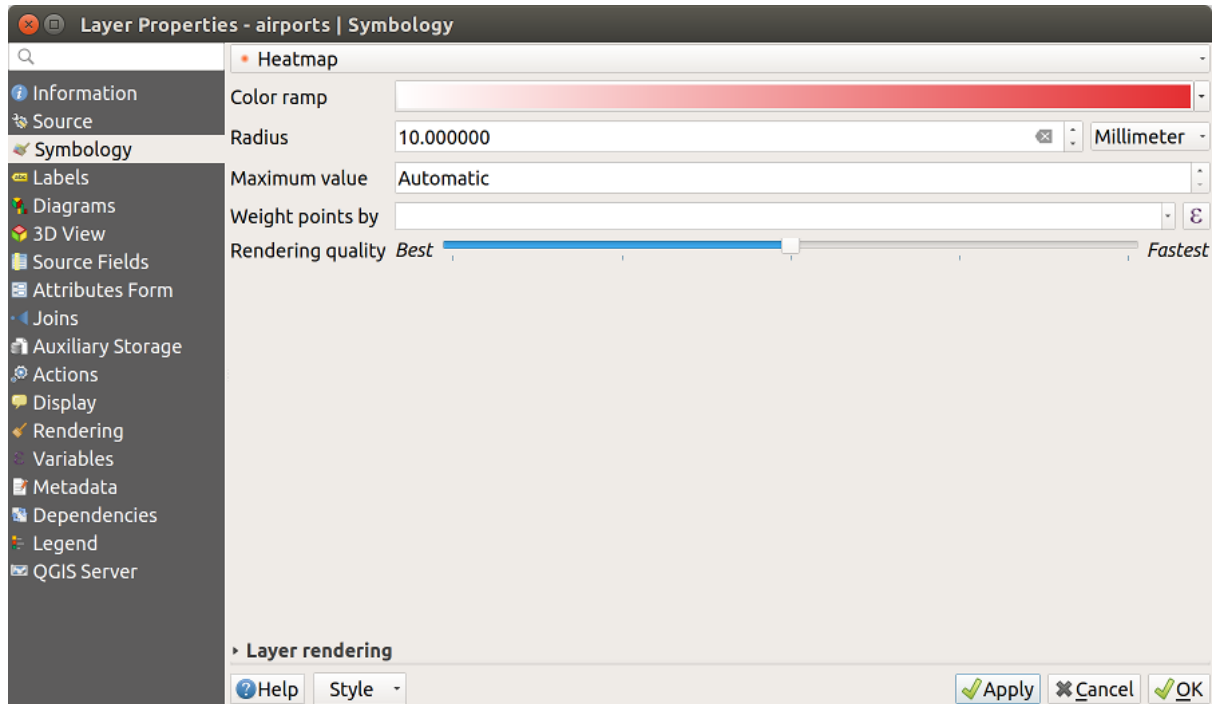 Layer Properties - airports | Symbology
Information
Source
Symbology
Labels
Diagrams
3D View
Source Fields
Attributes Form
Joins
Auxiliary Storage
Actions
Display
Rendering
Variables
Metadata
Dependencies
Legend
QGIS Server
Heatmap
Color ramp
Radius 10.000000 Millimeter
Maximum value Automatic
Weight points by ε
Rendering quality Best Fastest
Layer rendering
Help Style Apply Cancel OK